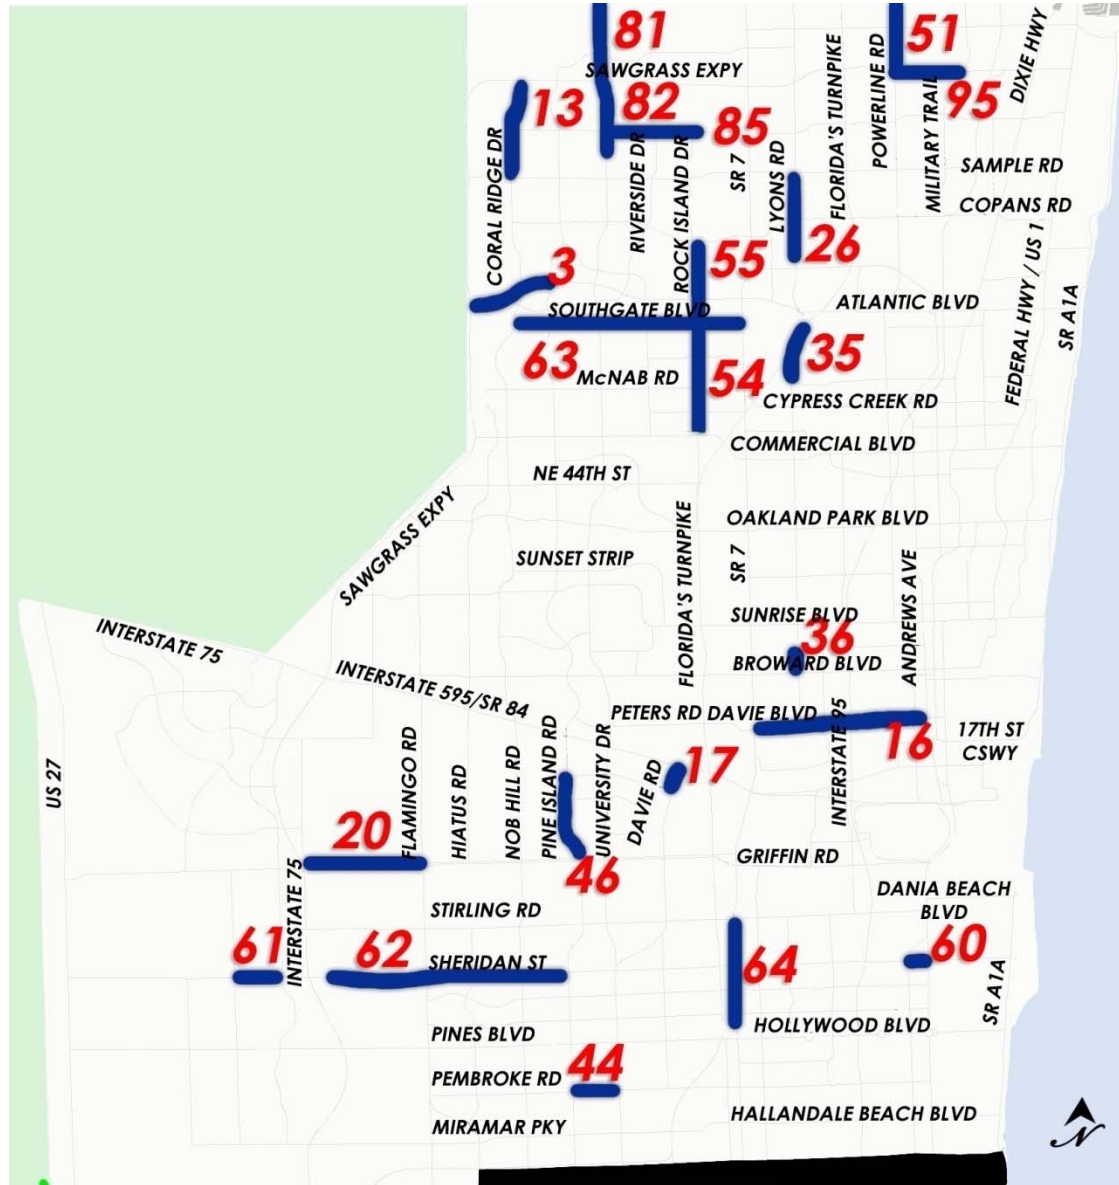 81
51
DIXIE HWY
SAWGRASS EXPY
FLORIDA'S TURNPIKE
POWERLINE RD
MILITARY TRAIL
95
13
82
85
CORAL RIDGE DR
RIVERSIDE DR
ROCK ISLAND DR
SR 7
LYONS RD
SAMPLE RD
COPANS RD
26
55
3
FEDERAL HWY / US 1
SR A1A
ATLANTIC BLVD
SOUTHGATE BLVD
63
McNAB RD
54
35
CYPRESS CREEK RD
COMMERCIAL BLVD
NE 44TH ST
SAWGRASS EXPY
OAKLAND PARK BLVD
SUNSET STRIP
FLORIDA'S TURNPIKE
SR 7
ANDREWS AVE
SUNRISE BLVD
36
BROWARD BLVD
INTERSTATE 75
INTERSTATE 595/SR 84
PETERS RD
DAVIE BLVD
INTERSTATE 95
16
17TH ST
CSWY
US 27
FLAMINGO RD
HIATUS RD
NOB HILL RD
PINE ISLAND RD
UNIVERSITY DR
DAVIE RD
17
20
46
GRIFFIN RD
INTERSTATE 75
STIRLING RD
DANIA BEACH
BLVD
61
62
SHERIDAN ST
64
60
SR A1A
PINES BLVD
HOLLYWOOD BLVD
44
PEMBROKE RD
MIRAMAR PKY
HALLANDALE BEACH BLVD
N